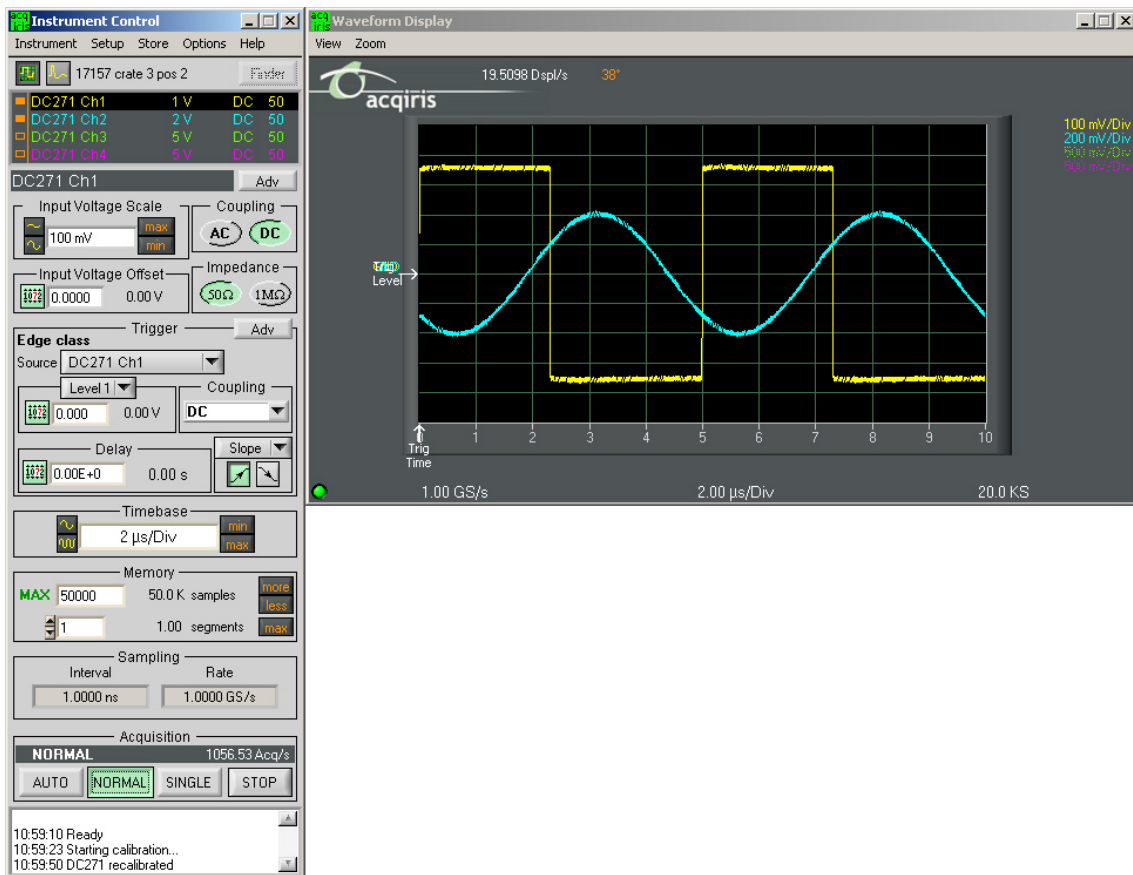 Instrument Control
Instrument Setup Store Options Help
17157 crate 3 pos 2 Finder
DC271 Ch1 1 V DC 50
DC271 Ch2 2 V DC 50
DC271 Ch3 5 V DC 50
DC271 Ch4 5 V DC 50
DC271 Ch1 Adv
Input Voltage Scale Coupling
100 mV max min AC DC
Input Voltage Offset Impedance
0.0000 0.00 V 50Ω 1MΩ
Trigger Adv
Edge class
Source DC271 Ch1
Level 1 Coupling
0.000 0.00 V DC
Delay Slope
0.00E+0 0.00 s
Timebase
2 µs/Div min max
Memory
MAX 50000 50.0 K samples more less
1 1.00 segments max
Sampling
Interval Rate
1.0000 ns 1.0000 GS/s
Acquisition
NORMAL 1056.53 Acq/s
AUTO NORMAL SINGLE STOP
10:59:10 Ready
10:59:23 Starting calibration...
10:59:50 DC271 recalibrated
acq iris Waveform Display
View Zoom
19.5098 Dspl/s 38°
acqiris
100 mV/Div
200 mV/Div
500 mV/Div
500 mV/Div
Level
1 2 3 4 5 6 7 8 9 10
Trig
Time
1.00 GS/s 2.00 µs/Div 20.0 KS